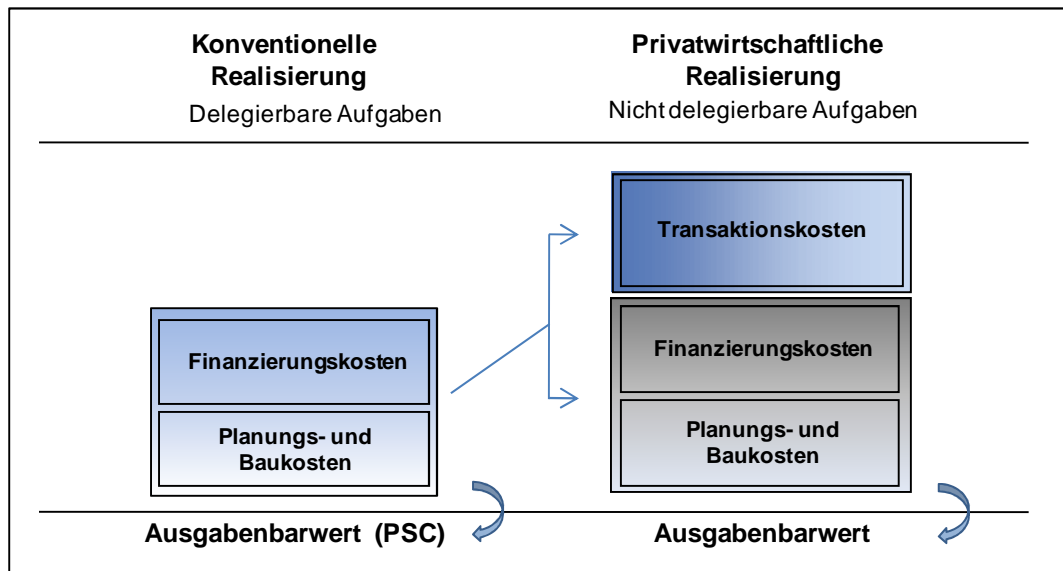 Konventionelle
Realisierung
Delegierbare Aufgaben
Privatwirtschaftliche
Realisierung
Nicht delegierbare Aufgaben
Transaktionskosten
Finanzierungskosten
Planungs- und
Baukosten
Finanzierungskosten
Planungs- und
Baukosten
Ausgabenbarwert (PSC)
Ausgabenbarwert